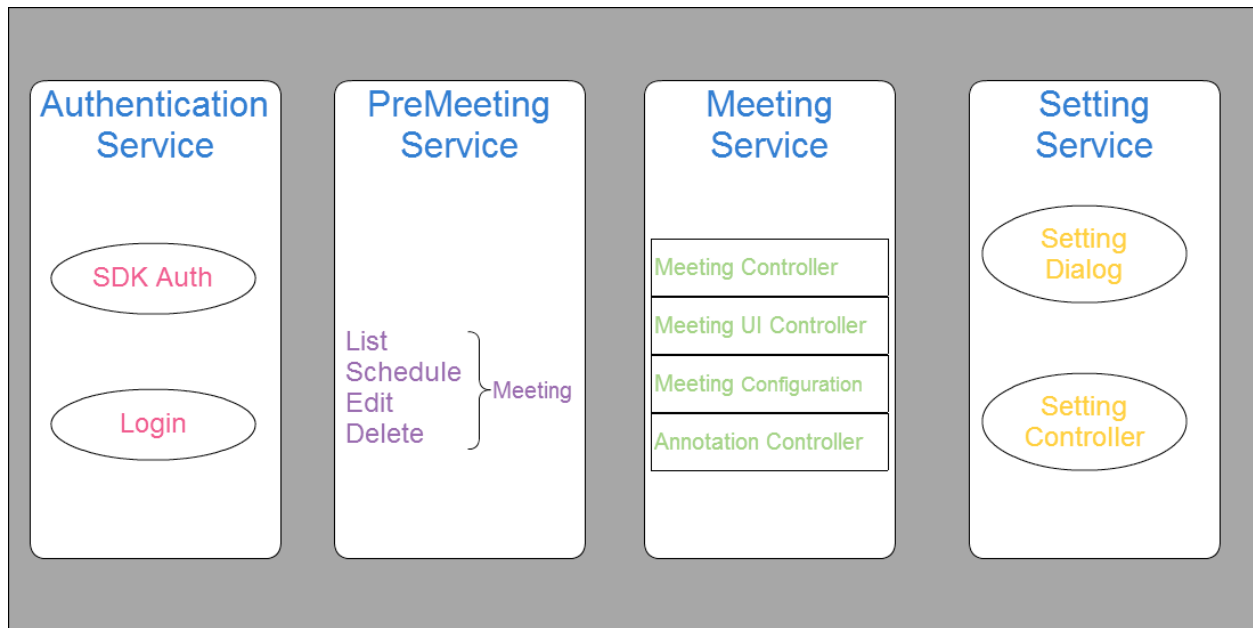 Authentication
Service
SDK Auth
Login
PreMeeting
Service
List
Schedule
Edit
Delete
Meeting
Meeting
Service
Meeting Controller
Meeting UI Controller
Meeting Configuration
Annotation Controller
Setting
Service
Setting
Dialog
Setting
Controller